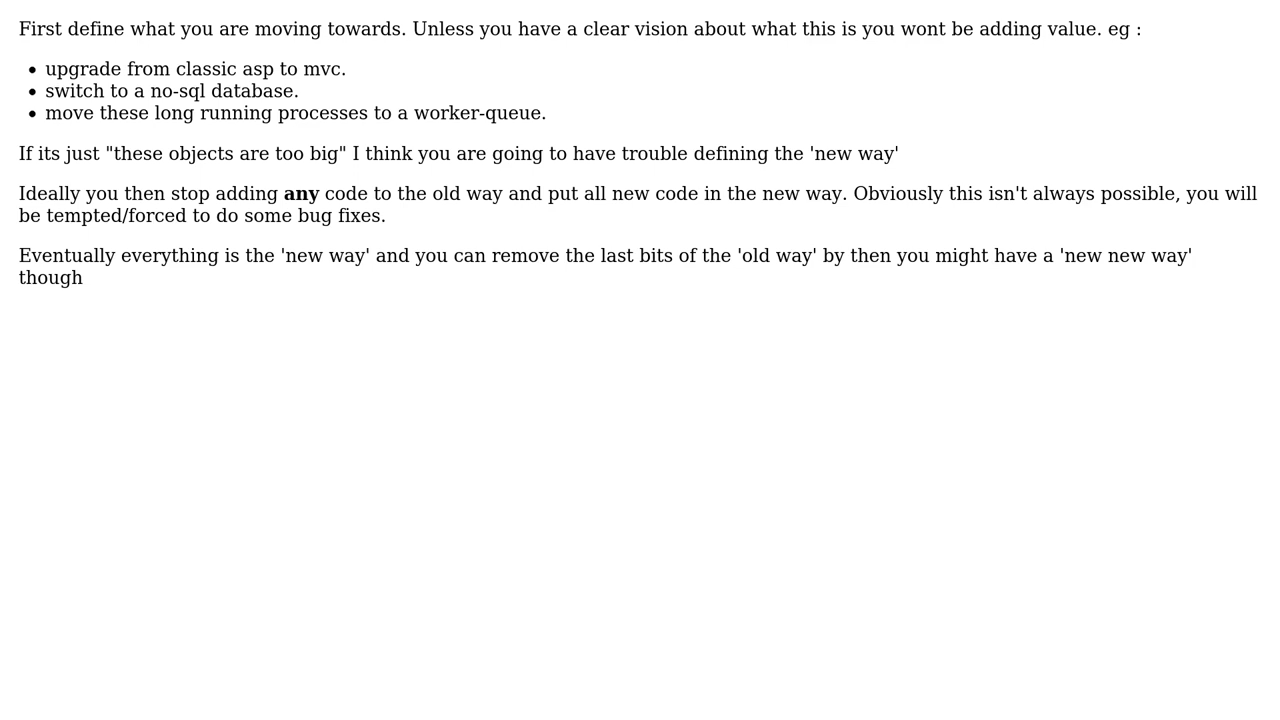 First define what you are moving towards. Unless you have a clear vision about what this is you wont be adding value. eg :
• upgrade from classic asp to mvc.
• switch to a no-sql database.
• move these long running processes to a worker-queue.
If its just "these objects are too big" I think you are going to have trouble defining the 'new way'
Ideally you then stop adding any code to the old way and put all new code in the new way. Obviously this isn't always possible, you will
be tempted/forced to do some bug fixes.
Eventually everything is the 'new way' and you can remove the last bits of the 'old way' by then you might have a 'new new way'
though